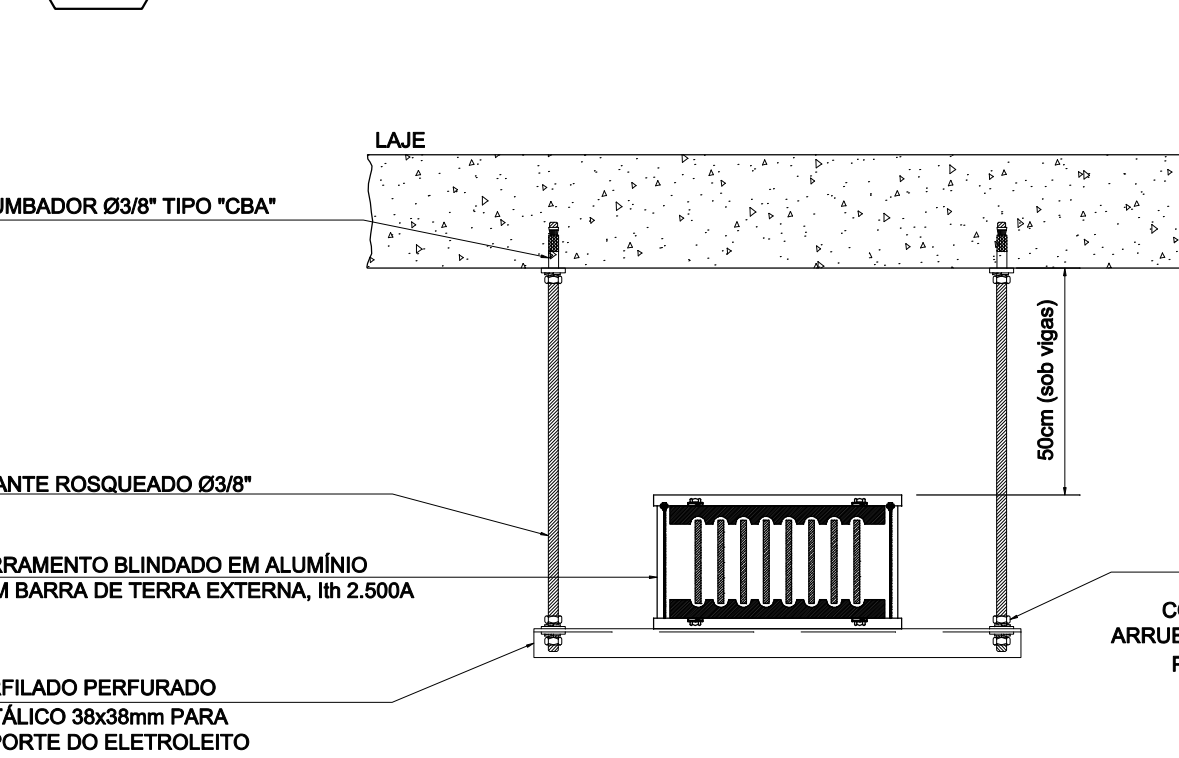 LAJE
UMBADOR Ø3/8" TIPO "CBA"
50cm (sob vigas)
ANTE ROSQUEADO Ø3/8"
RRAMENTO BLINDADO EM ALUMÍNIO
M BARRA DE TERRA EXTERNA, Ith 2.500A
CO
ARRUE
P
RFILADO PERFURADO
TÁLICO 38x38mm PARA
PORTE DO ELETROLEITO